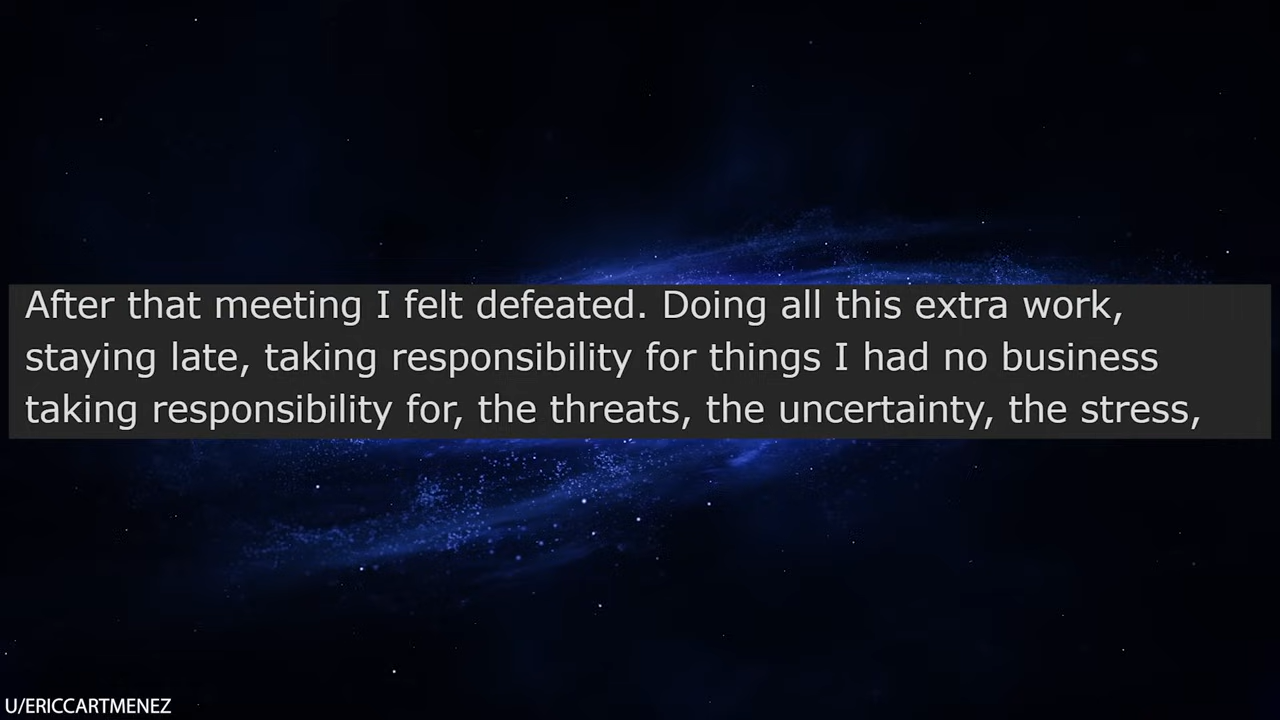 After that meeting I felt defeated. Doing all this extra work,
staying late, taking responsibility for things I had no business
taking responsibility for, the threats, the uncertainty, the stress,
U/ERICCARTMENEZ